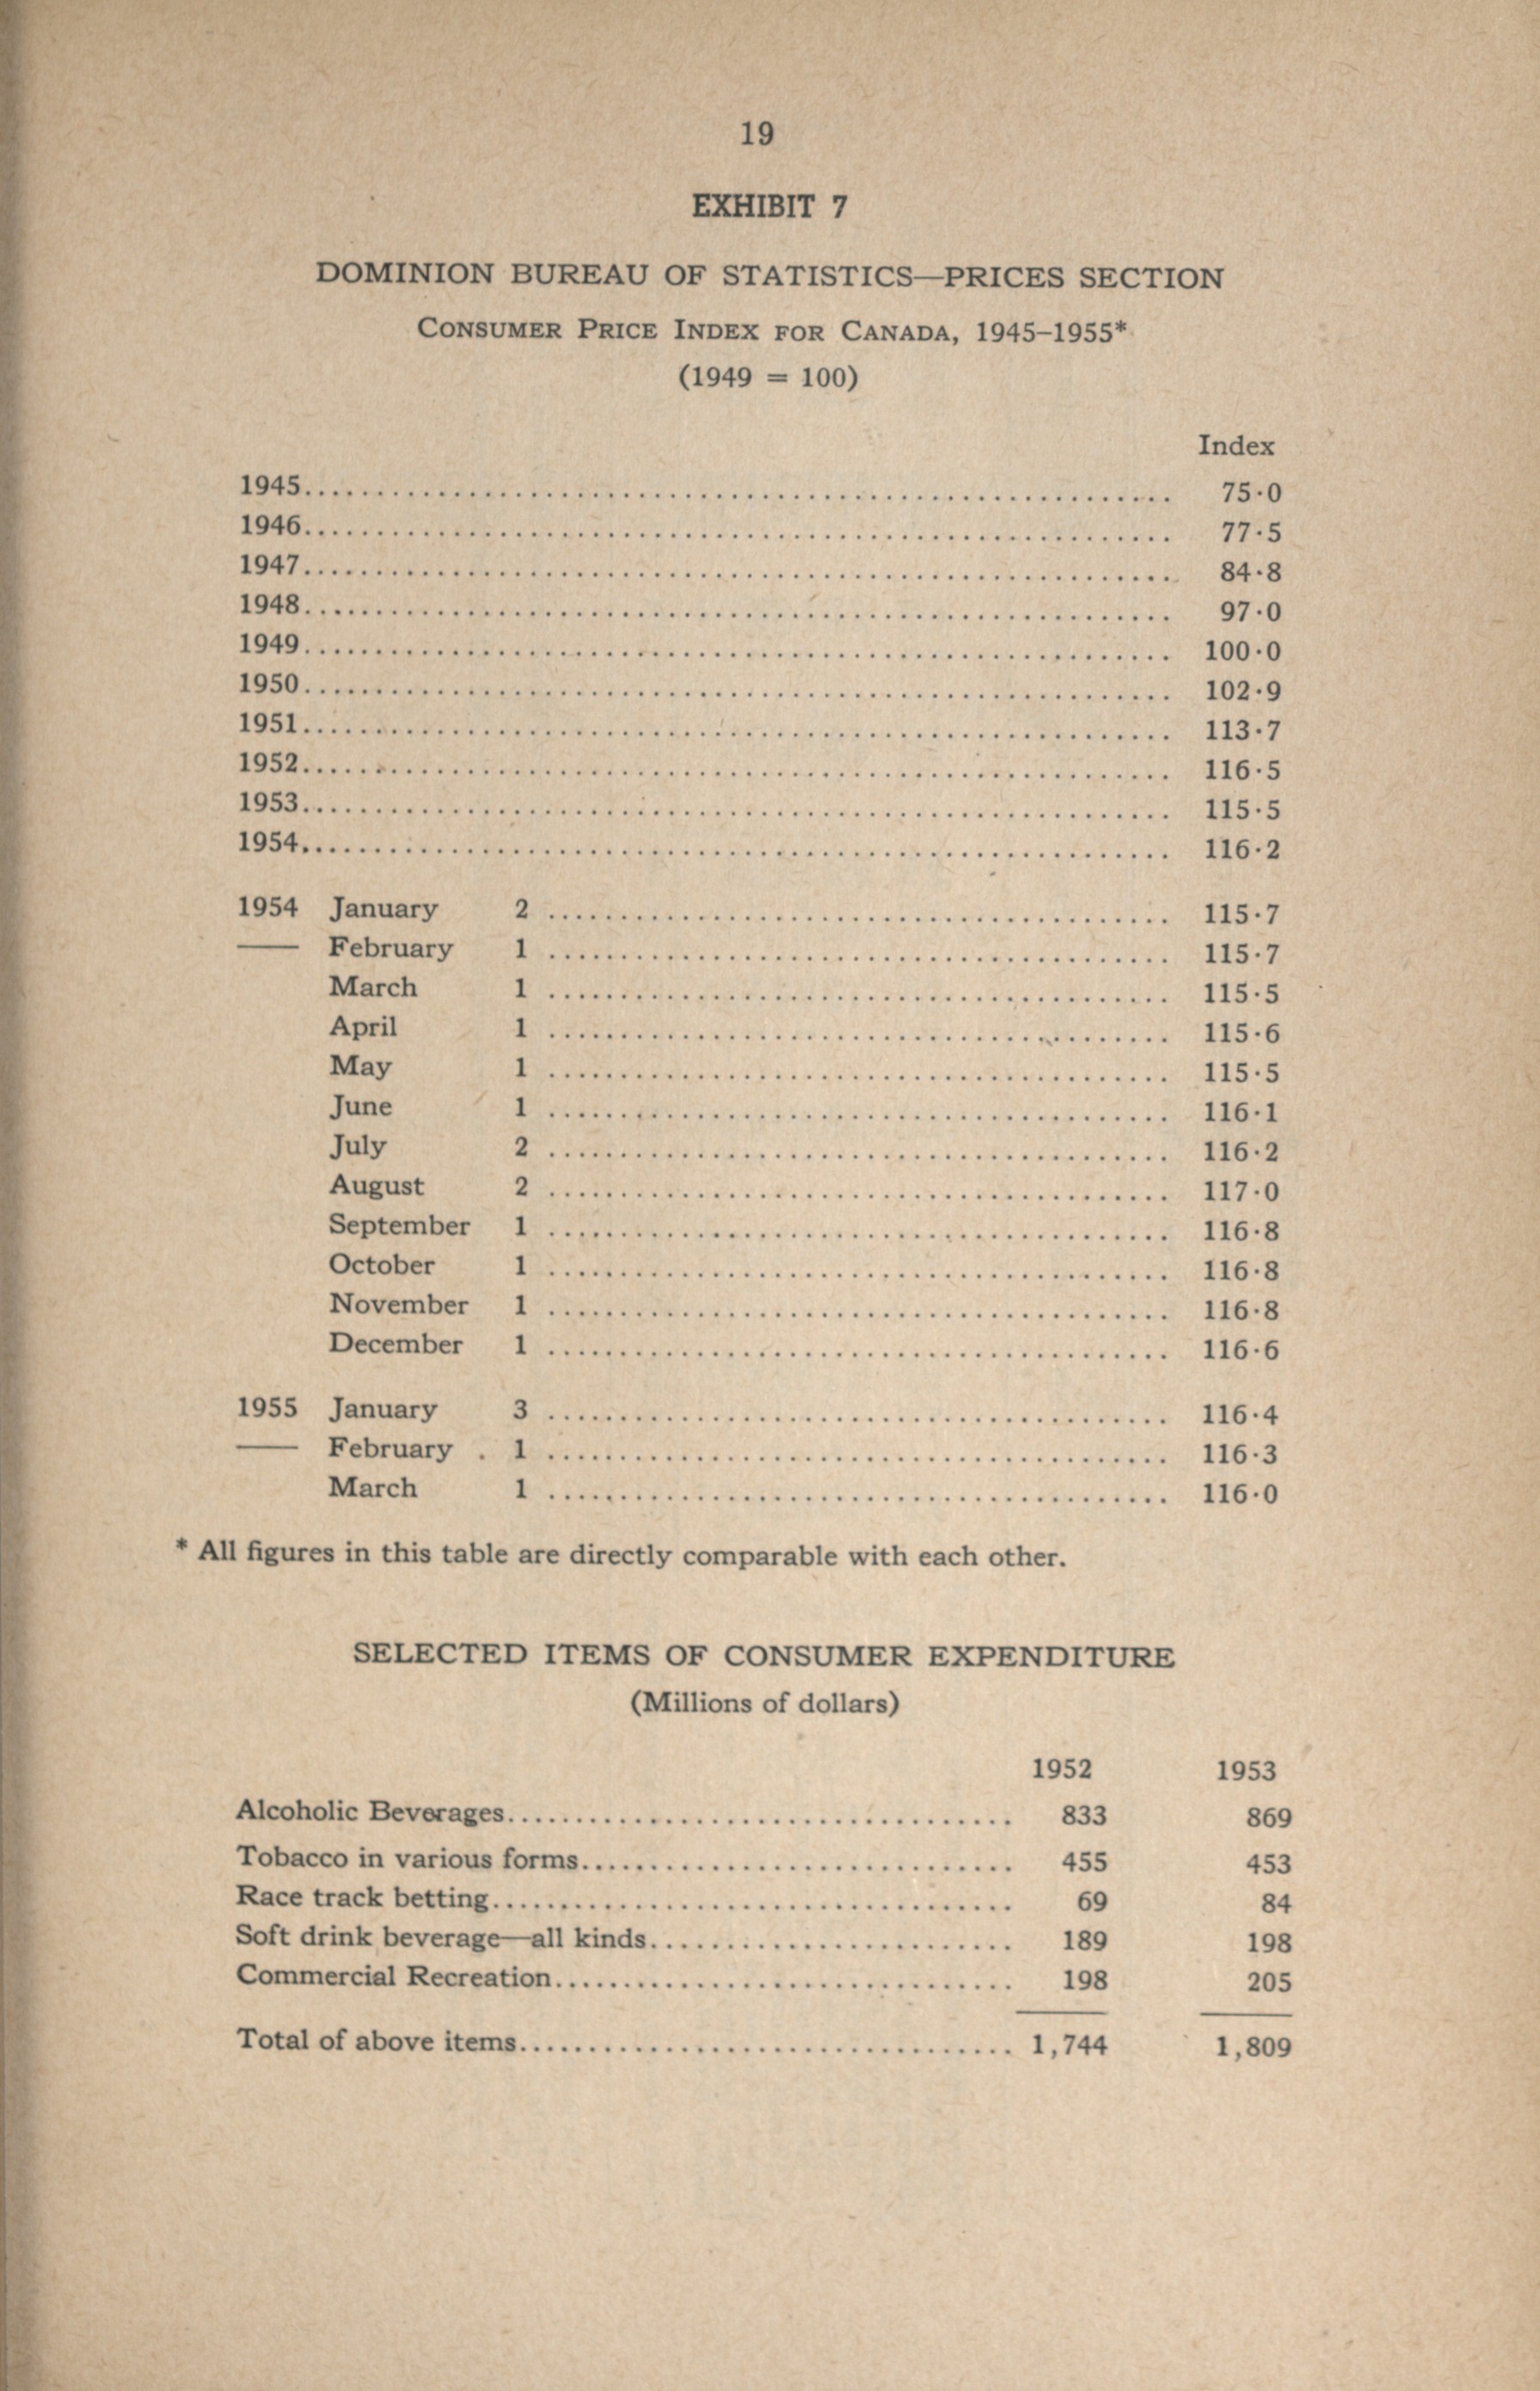 19
EXHIBIT 7
DOMINION BUREAU OF STATISTICS—PRICES SECTION
CONSUMER PRICE INDEX FOR CANADA, 1945–1955*
(1949 = 100)
Index
1945........ 75·0
1946........ 77·5
1947........ 84·8
1948........ 97·0
1949........ 100·0
1950........ 102·9
1951........ 113·7
1952........ 116·5
1953........ 115·5
1954........ 116·2
1954 January 2 ........ 115·7
—— February 1 ........ 115·7
March 1 ........ 115·5
April 1 ........ 115·6
May 1 ........ 115·5
June 1 ........ 116·1
July 2 ........ 116·2
August 2 ........ 117·0
September 1 ........ 116·8
October 1 ........ 116·8
November 1 ........ 116·8
December 1 ........ 116·6
1955 January 3 ........ 116·4
—— February . 1 ........ 116·3
March 1 ........ 116·0
* All figures in this table are directly comparable with each other.
SELECTED ITEMS OF CONSUMER EXPENDITURE
(Millions of dollars)
1952 1953
Alcoholic Beverages........ 833 869
Tobacco in various forms........ 455 453
Race track betting........ 69 84
Soft drink beverage—all kinds........ 189 198
Commercial Recreation........ 198 205
Total of above items........ 1,744 1,809